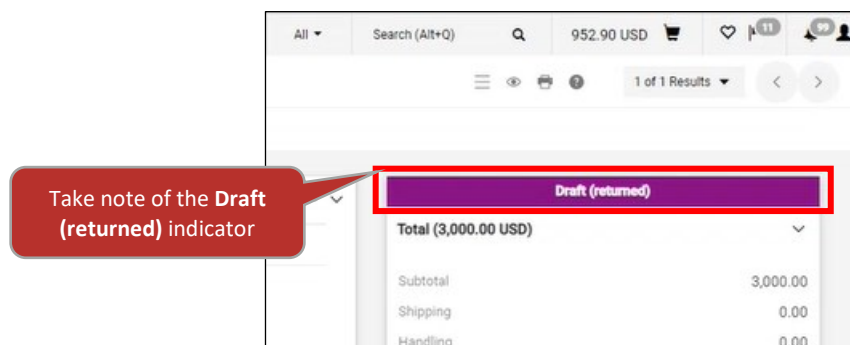 All Search (Alt+Q) 952.90 USD 11 99
1 of 1 Results
Take note of the Draft
(returned) indicator
Draft (returned)
Total (3,000.00 USD)
Subtotal 3,000.00
Shipping 0.00
Handling 0.00